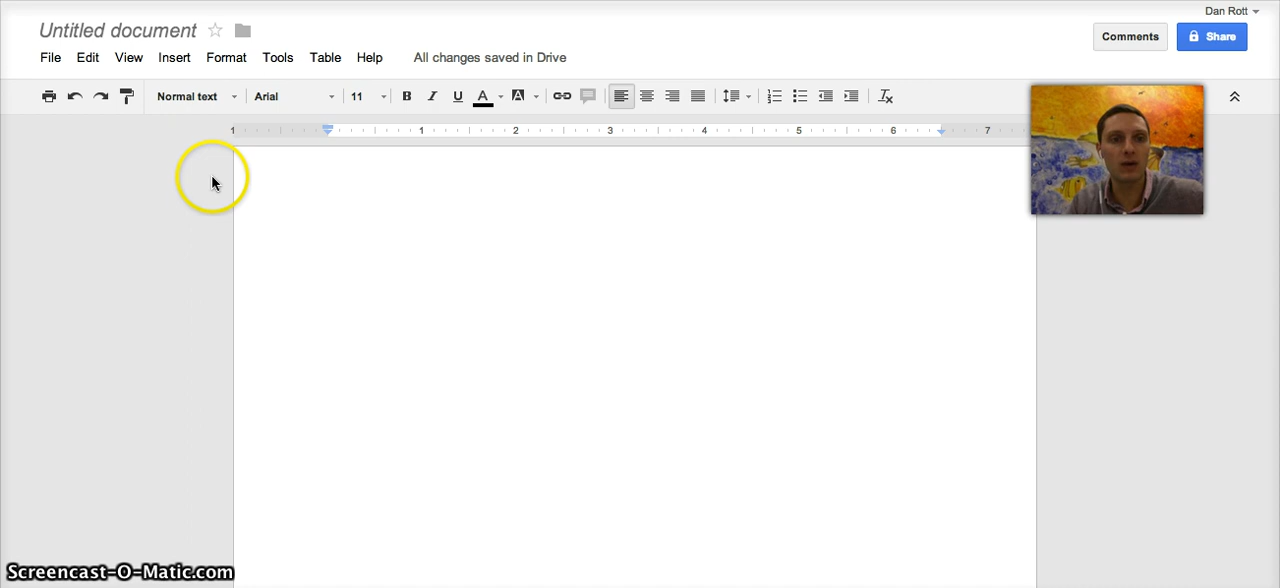 Dan Rott
Untitled document
Comments
Share
File Edit View Insert Format Tools Table Help All changes saved in Drive
Normal text Arial 11 B I U A A Tx
1 1 2 3 4 5 6 7
Screencast-O-Matic.com